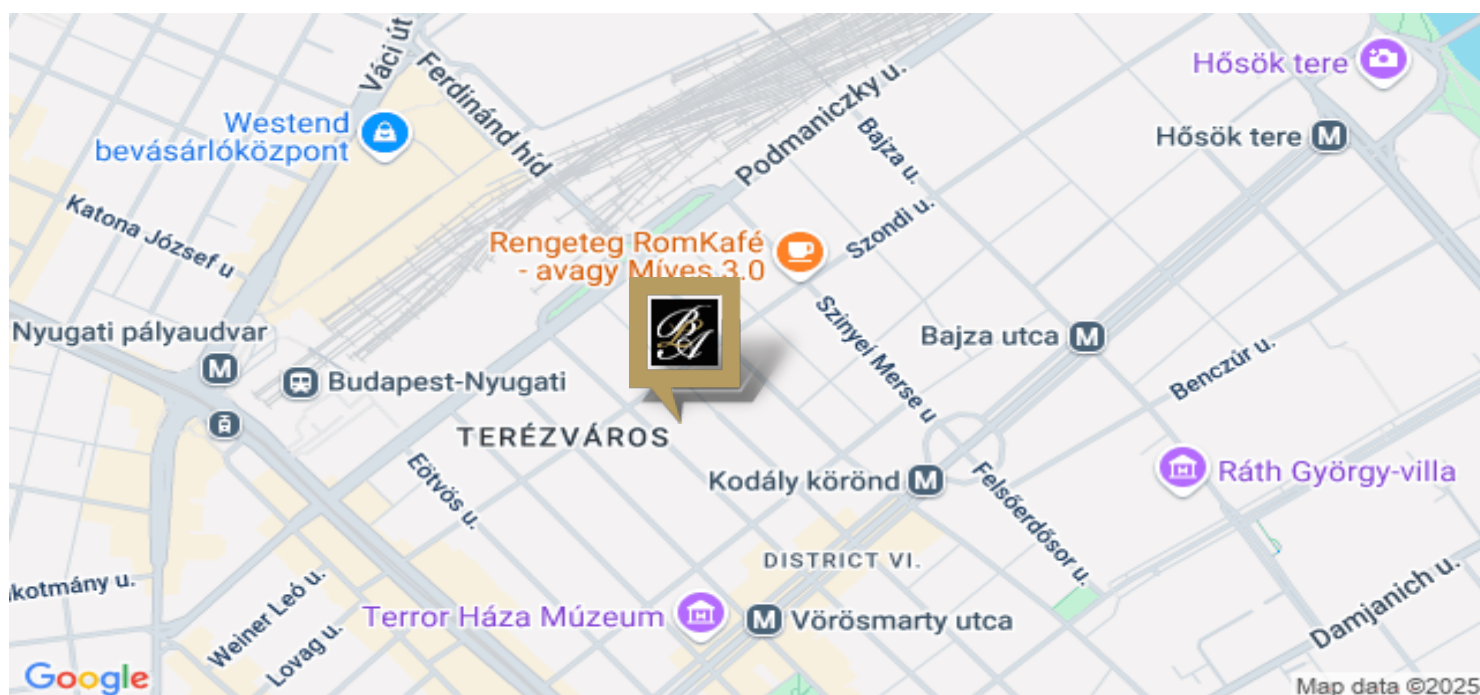 Váci út
Ferdinánd híd
Hősök tere
Podmaniczky u.
Westend
bevásárlóközpont
Bajza u.
Hősök tere
M
Katona József u
Szondi u.
Rengeteg RomKafé
- avagy Míves 3.0
Nyugati pályaudvar
M
BLA
Szinyei Merse u
Bajza utca
M
Benczúr u.
Budapest-Nyugati
TERÉZVÁROS
Eötvös u.
Kodály körönd
M
Felsőerdősor u.
Ráth György-villa
DISTRICT VI.
kotmány u.
Weiner Leó u.
Lovag u.
Terror Háza Múzeum
M
Vörösmarty utca
Damjanich u.
Google
Map data ©2025